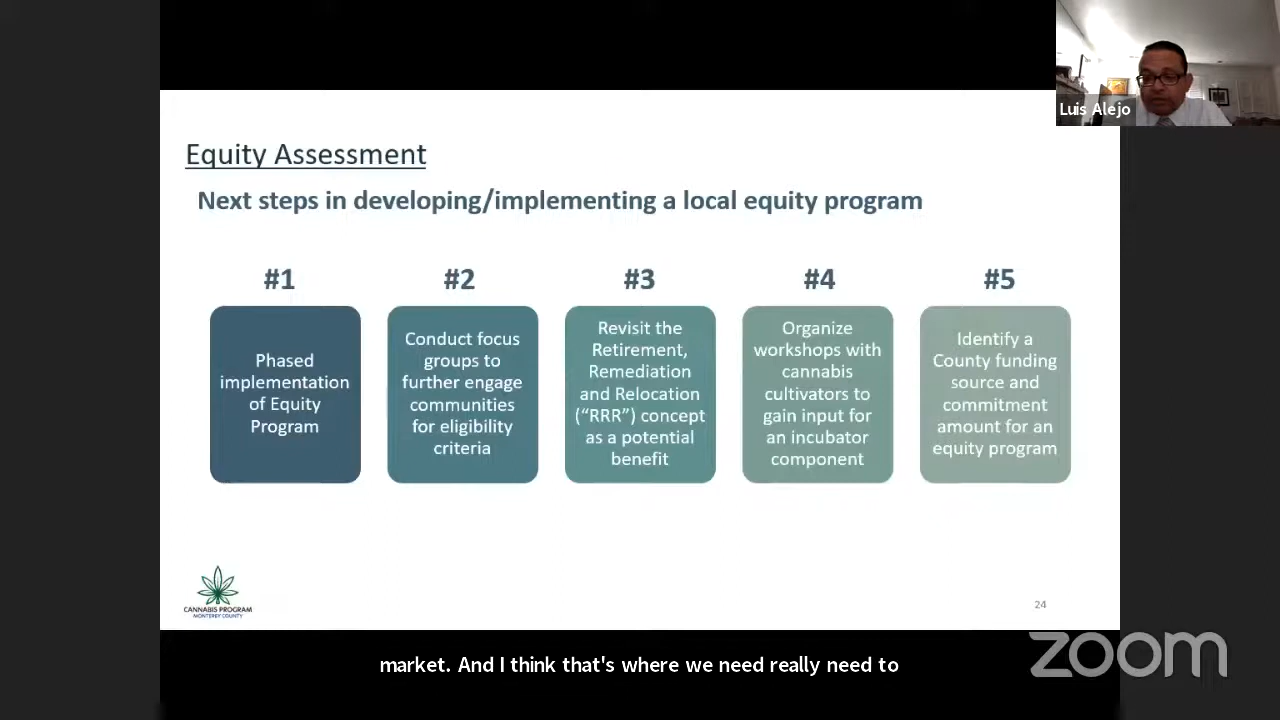 Luis Alejo
Equity Assessment
Next steps in developing/implementing a local equity program
#1
Phased
implementation
of Equity
Program
#2
Conduct focus
groups to
further engage
communities
for eligibility
criteria
#3
Revisit the
Retirement,
Remediation
and Relocation
(“RRR”) concept
as a potential
benefit
#4
Organize
workshops with
cannabis
cultivators to
gain input for
an incubator
component
#5
Identify a
County funding
source and
commitment
amount for an
equity program
CANNABIS PROGRAM
MONTEREY COUNTY
24
market. And I think that's where we need really need to
zoom